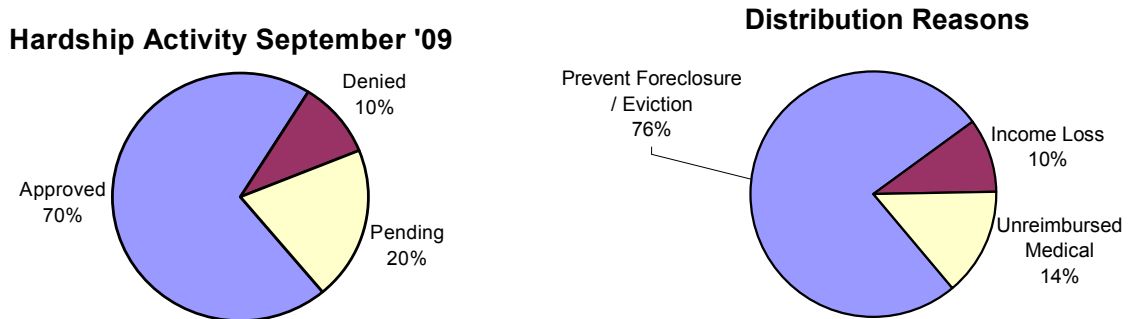 Hardship Activity September '09
Denied
10%
Approved
70%
Pending
20%
Distribution Reasons
Prevent Foreclosure
/ Eviction
76%
Income Loss
10%
Unreimbursed
Medical
14%